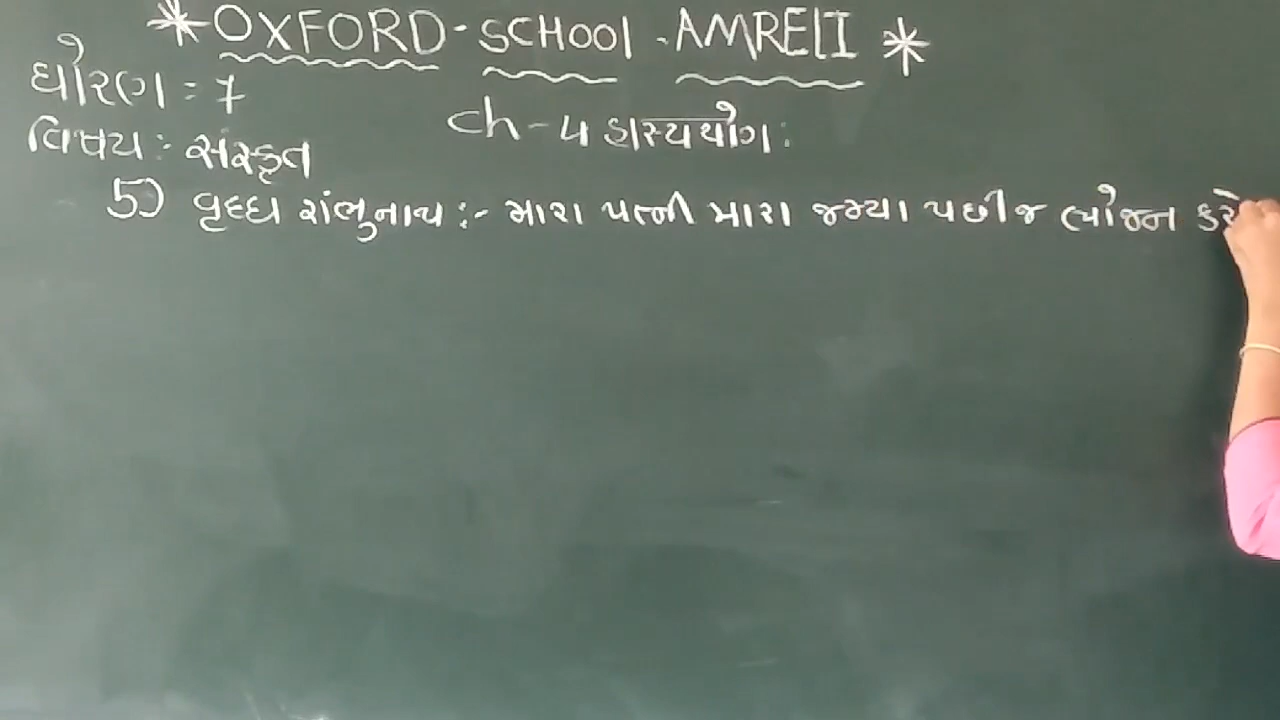 * OXFORD - SCHOOL - AMRELI *
ધોરણ = 7
Ch - 4 હાસ્યયોગ:
વિષય : સંસ્કૃત
5) વૃદ્ધ શંભુનાથ :- મારા પત્ની મારા જમ્યા પછી જ ભોજન કરે